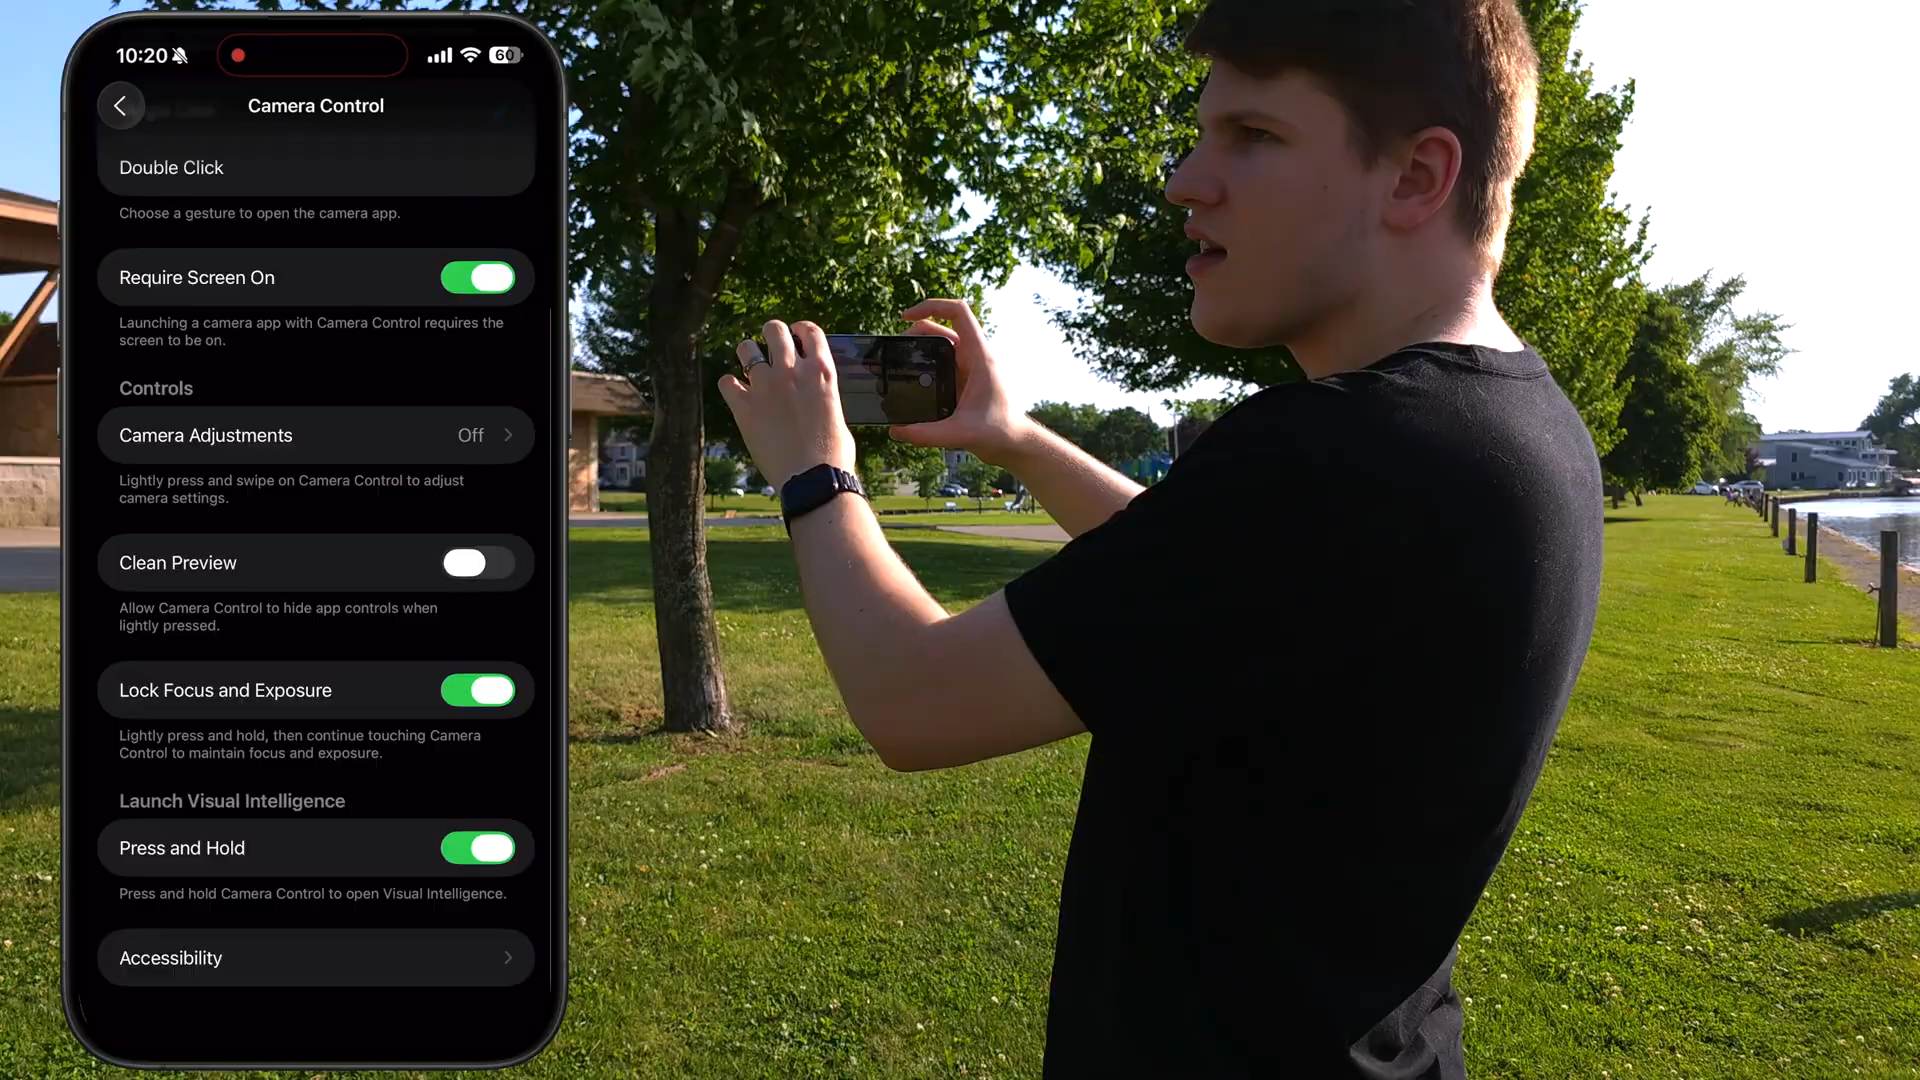 10:20
60
Camera Control
Double Click
Choose a gesture to open the camera app.
Require Screen On
Launching a camera app with Camera Control requires the
screen to be on.
Controls
Camera Adjustments Off
Lightly press and swipe on Camera Control to adjust
camera settings.
Clean Preview
Allow Camera Control to hide app controls when
lightly pressed.
Lock Focus and Exposure
Lightly press and hold, then continue touching Camera
Control to maintain focus and exposure.
Launch Visual Intelligence
Press and Hold
Press and hold Camera Control to open Visual Intelligence.
Accessibility